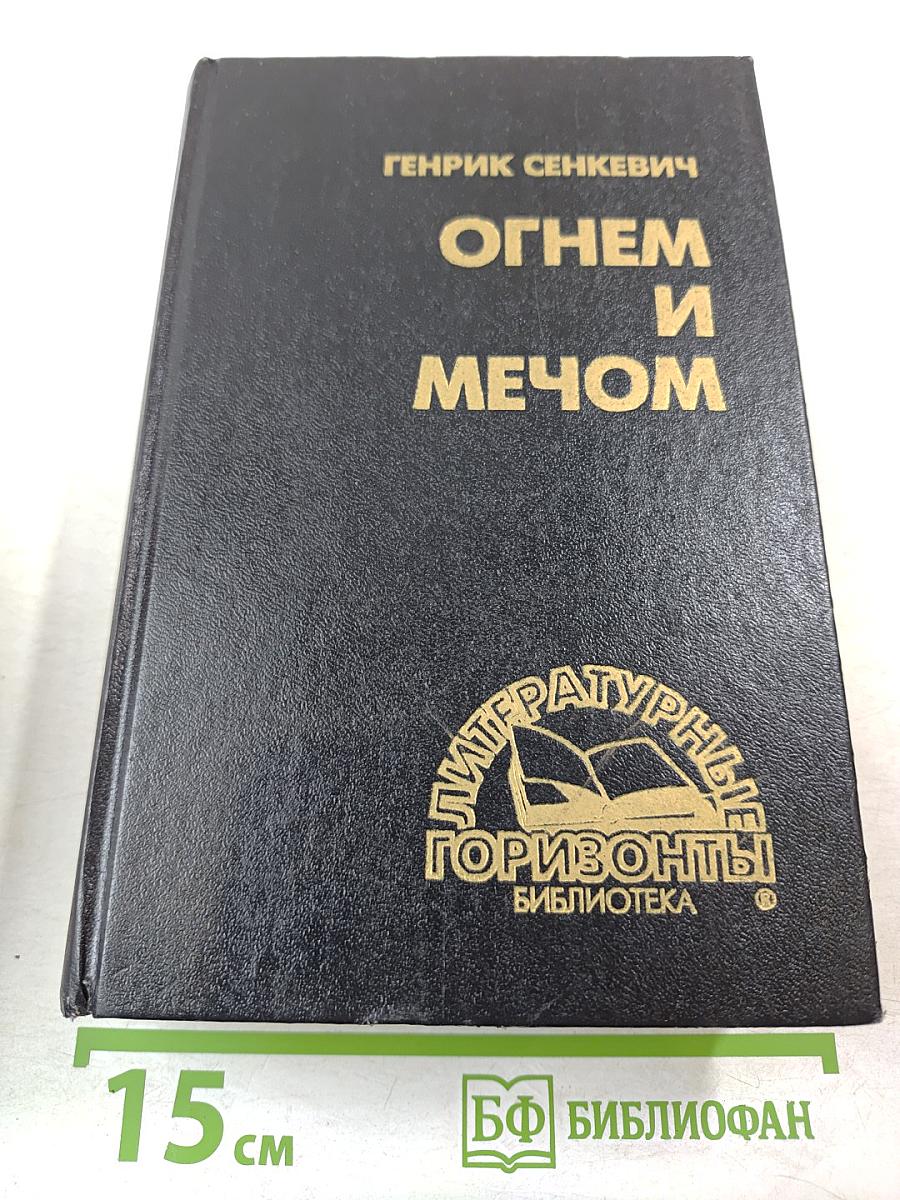 ГЕНРИК СЕНКЕВИЧ
ОГНЕМ
И
МЕЧОМ
ЛИТЕРАТУРНЫЕ
ГОРИЗОНТЫ
БИБЛИОТЕКА ®
15 см
БФ БИБЛИОФАН